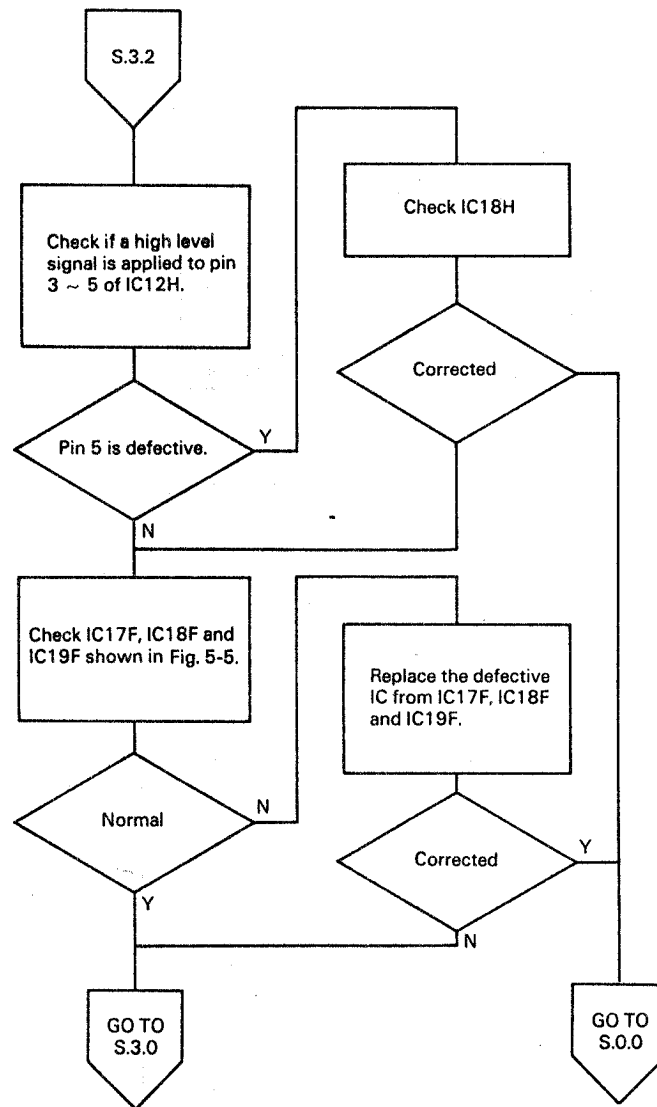 S.3.2
Check if a high level
signal is applied to pin
3 ~ 5 of IC12H.
Pin 5 is defective.
Y
N
Check IC18H
Corrected
Check IC17F, IC18F and
IC19F shown in Fig. 5-5.
Normal
N
Y
Replace the defective
IC from IC17F, IC18F
and IC19F.
Corrected
Y
N
GO TO
S.3.0
GO TO
S.0.0